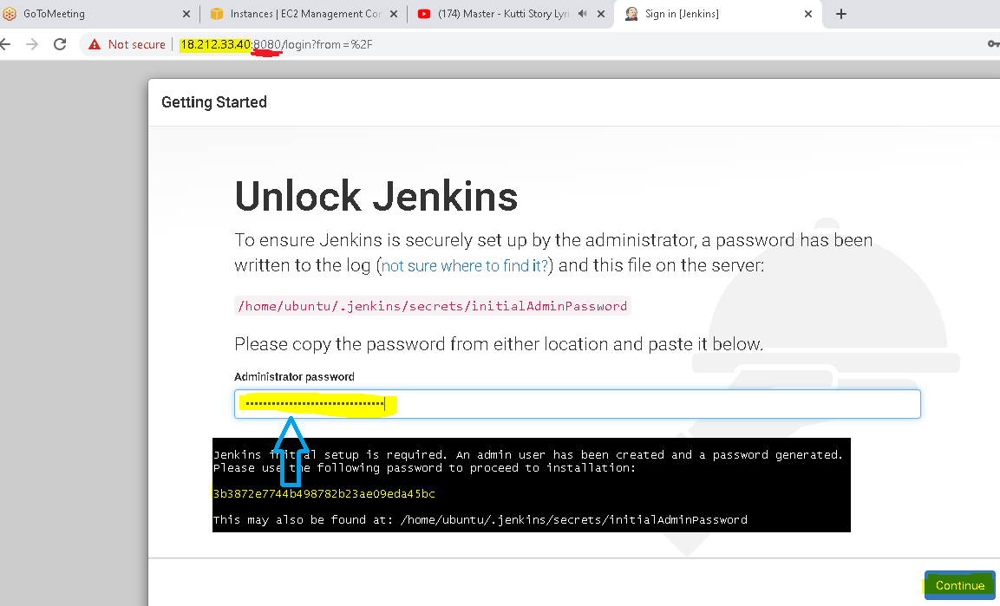 GoToMeeting
Instances | EC2 Management Con
(174) Master - Kutti Story Lyri
Sign in [Jenkins]
Not secure | 18.212.33.40:8080/login?from=%2F
Getting Started
Unlock Jenkins
To ensure Jenkins is securely set up by the administrator, a password has been
written to the log (not sure where to find it?) and this file on the server:
/home/ubuntu/.jenkins/secrets/initialAdminPassword
Please copy the password from either location and paste it below.
Administrator password
Jenkins initial setup is required. An admin user has been created and a password generated.
Please use the following password to proceed to installation:
3b3872e7744b498782b23ae09eda45bc
This may also be found at: /home/ubuntu/.jenkins/secrets/initialAdminPassword
Continue